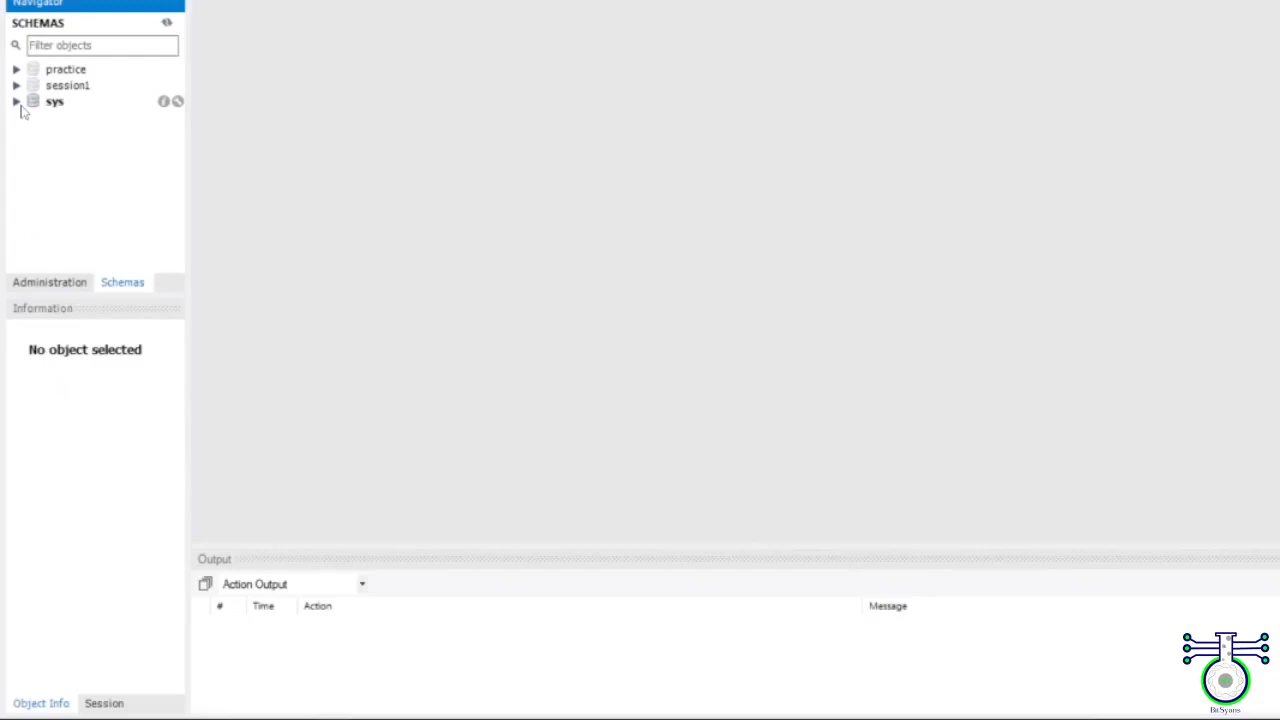 Navigator
SCHEMAS
Filter objects
practice
session1
sys
Administration Schemas
Information
No object selected
Output
Action Output
# Time Action Message
Object Info Session
BitSyans